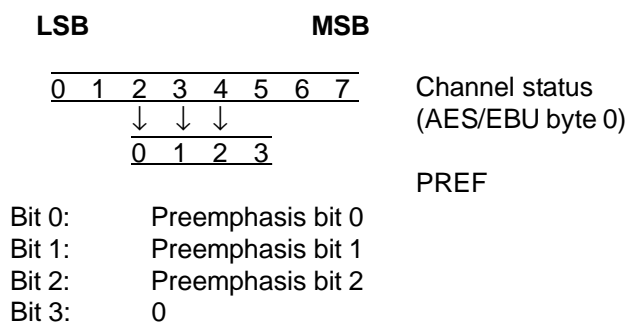 LSB MSB
0 1 2 3 4 5 6 7 Channel status
↓ ↓ ↓ (AES/EBU byte 0)
0 1 2 3
PREF
Bit 0: Preemphasis bit 0
Bit 1: Preemphasis bit 1
Bit 2: Preemphasis bit 2
Bit 3: 0